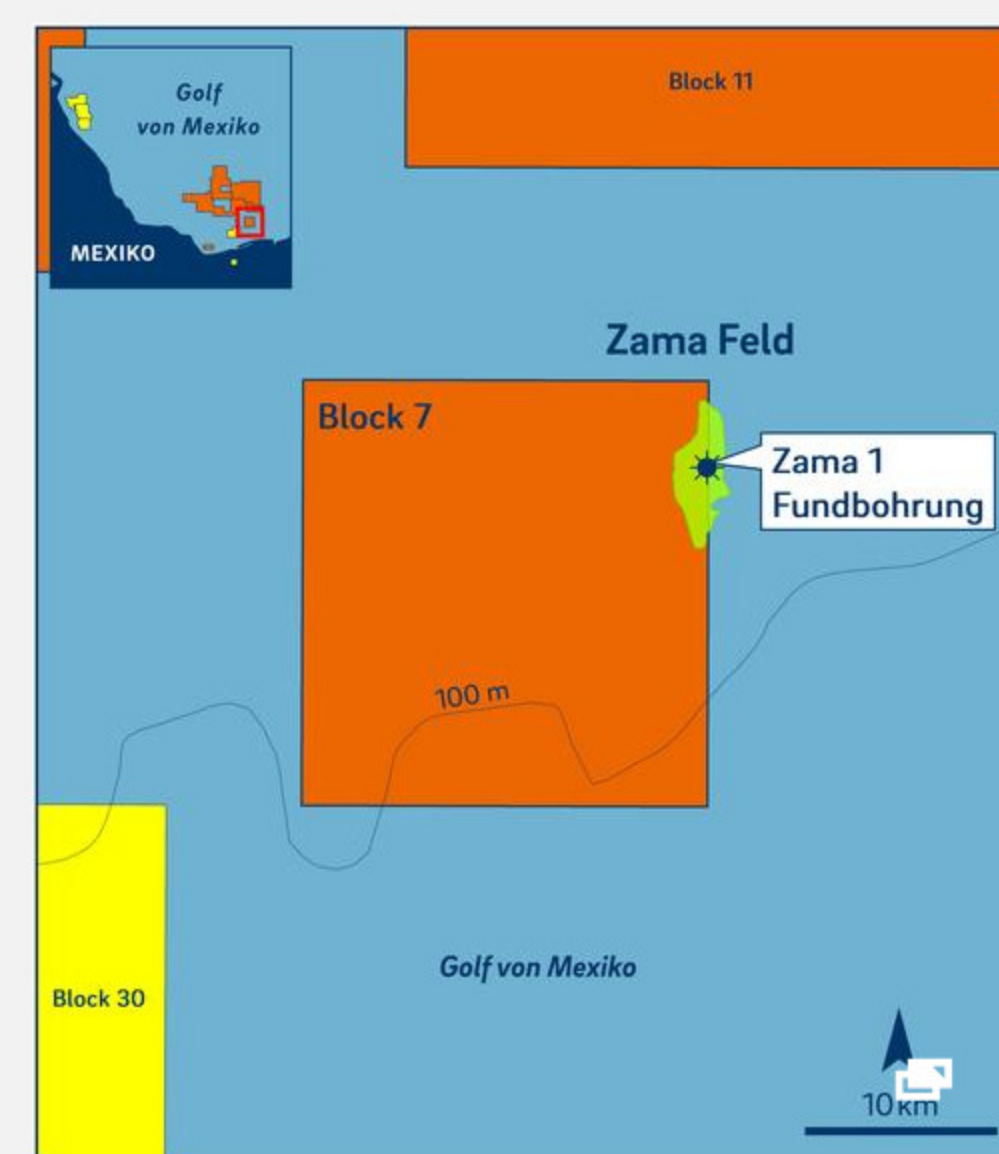 Golf
von Mexiko
MEXIKO
Block 11
Zama Feld
Block 7
Zama 1
Fundbohrung
100 m
Golf von Mexiko
Block 30
10 km